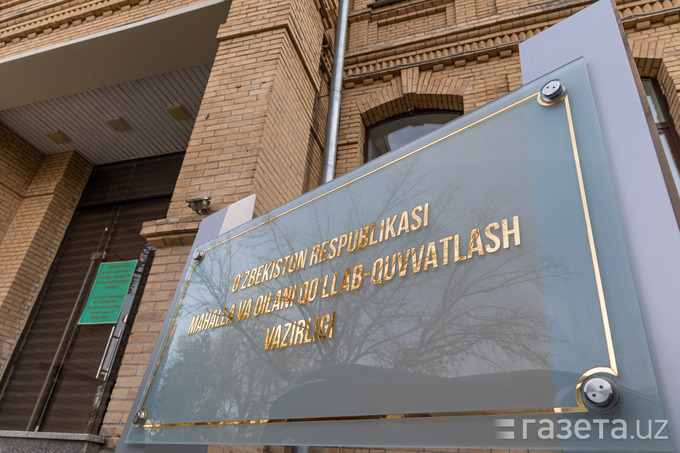 O'ZBEKISTON RESPUBLIKASI
MAHALLA VA OILANI QO'LLAB-QUVVATLASH
VAZIRLIGI
газета.uz